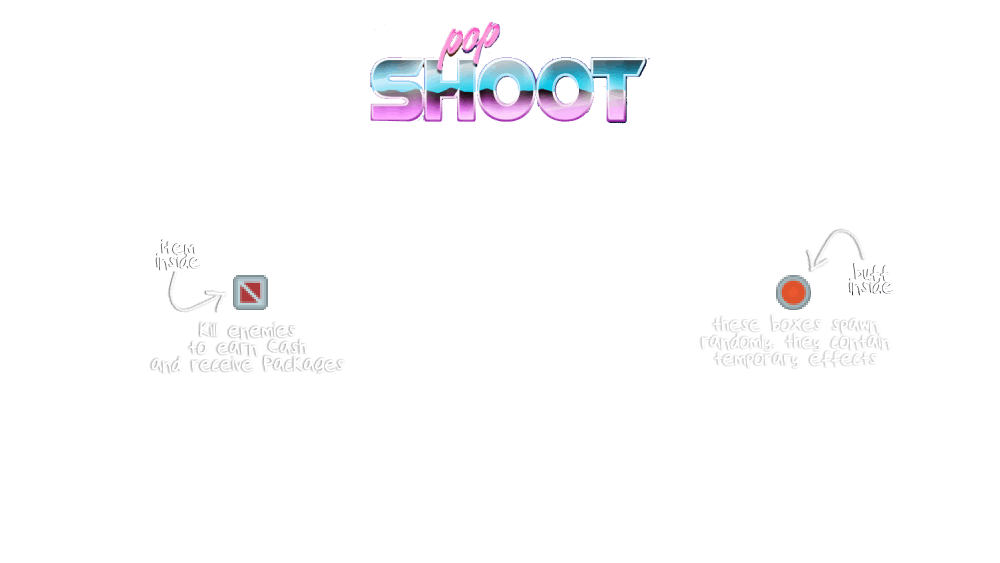 pop
SHOOT
item
inside
Kill enemies
to earn Cash
and receive Packages
buff
inside
these boxes spawn
randomly. they contain
temporary effects